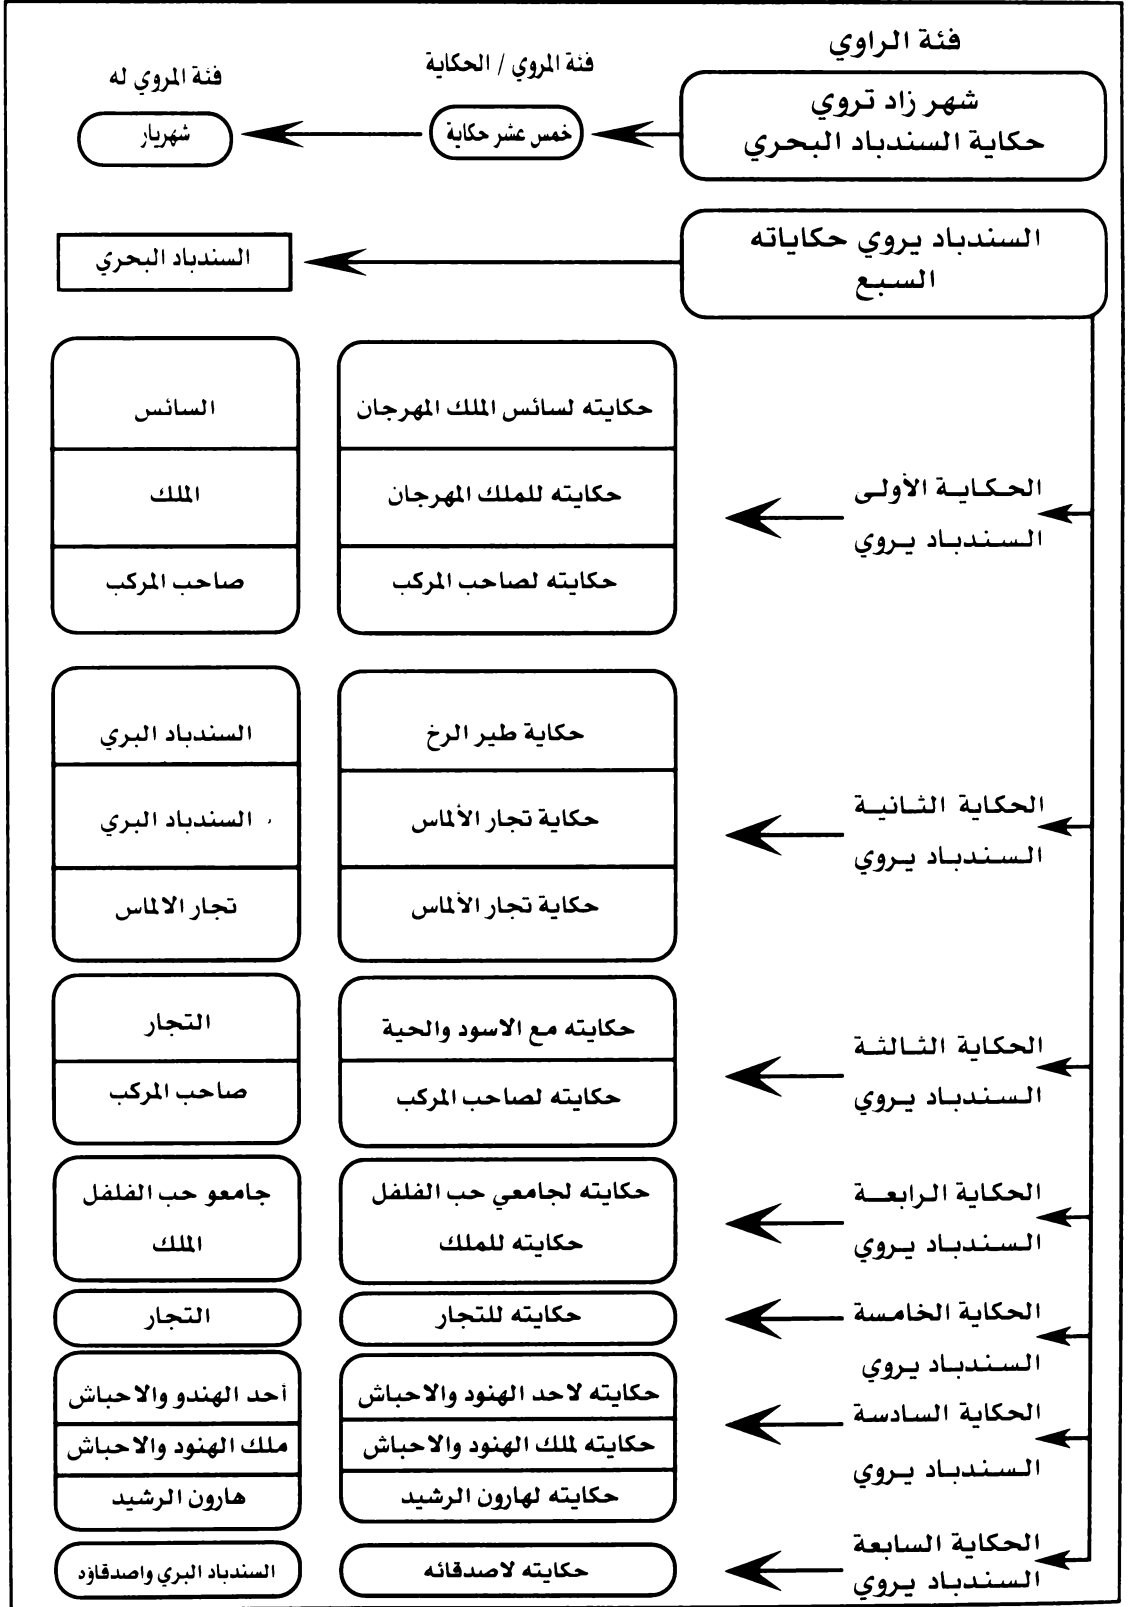 فئة الراوي
فئة المروي / الحكاية
فئة المروي له
شهر زاد تروي
حكاية السندباد البحري
خمس عشر حكاية
شهريار
السندباد يروي حكاياته
السبع
السندباد البحري
الحكاية الأولى
السندباد يروي
حكايته لسائس الملك المهرجان
السائس
حكايته للملك المهرجان
الملك
حكايته لصاحب المركب
صاحب المركب
الحكاية الثانية
السندباد يروي
حكاية طير الرخ
السندباد البري
حكاية تجار الألماس
السندباد البري
حكاية تجار الألماس
تجار الالماس
الحكاية الثالثة
السندباد يروي
حكايته مع الاسود والحية
التجار
حكايته لصاحب المركب
صاحب المركب
الحكاية الرابعة
السندباد يروي
حكايته لجامعي حب الفلفل
جامعو حب الفلفل
حكايته للملك
الملك
الحكاية الخامسة
السندباد يروي
حكايته للتجار
التجار
الحكاية السادسة
السندباد يروي
حكايته لاحد الهنود والاحباش
أحد الهندو والاحباش
حكايته لملك الهنود والاحباش
ملك الهنود والاحباش
حكايته لهارون الرشيد
هارون الرشيد
الحكاية السابعة
السندباد يروي
حكايته لاصدقائه
السندباد البري واصدقاؤه